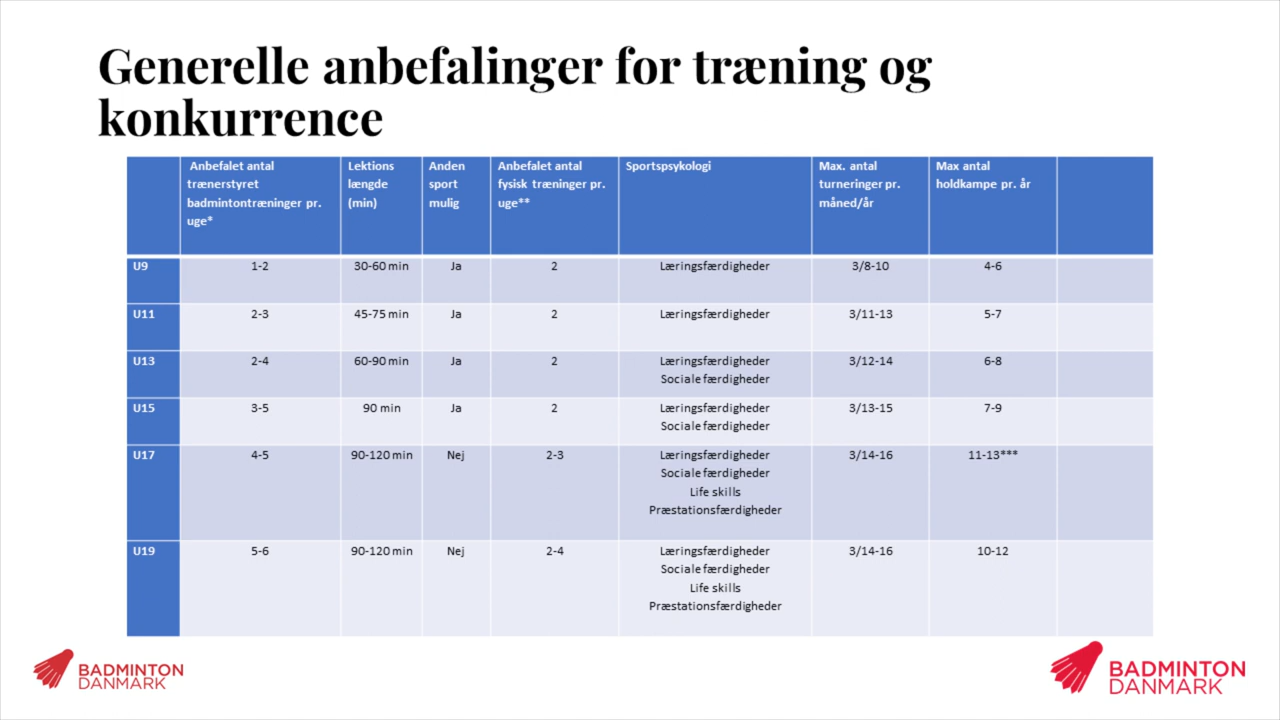 Generelle anbefalinger for træning og
konkurrence
Anbefalet antal trænerstyret badmintontræninger pr. uge* Lektions længde (min) Anden sport mulig Anbefalet antal fysisk træninger pr. uge** Sportspsykologi Max. antal turneringer pr. måned/år Max antal holdkampe pr. år
U9 1-2 30-60 min Ja 2 Læringsfærdigheder 3/8-10 4-6
U11 2-3 45-75 min Ja 2 Læringsfærdigheder 3/11-13 5-7
U13 2-4 60-90 min Ja 2 Læringsfærdigheder 3/12-14 6-8
Sociale færdigheder
U15 3-5 90 min Ja 2 Læringsfærdigheder 3/13-15 7-9
Sociale færdigheder
U17 4-5 90-120 min Nej 2-3 Læringsfærdigheder 3/14-16 11-13***
Sociale færdigheder
Life skills
Præstationsfærdigheder
U19 5-6 90-120 min Nej 2-4 Læringsfærdigheder 3/14-16 10-12
Sociale færdigheder
Life skills
Præstationsfærdigheder
BADMINTON
DANMARK
BADMINTON
DANMARK